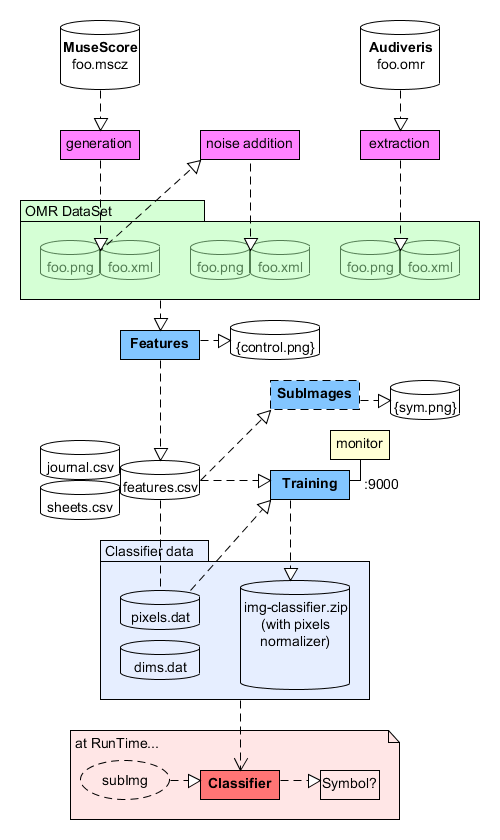 MuseScore
foo.mscz
Audiveris
foo.omr
generation
noise addition
extraction
OMR DataSet
foo.png
foo.xml
foo.png
foo.xml
foo.png
foo.xml
Features
{control.png}
SubImages
{sym.png}
monitor
journal.csv
features.csv
Training
:9000
sheets.csv
Classifier data
pixels.dat
img-classifier.zip
(with pixels
normalizer)
dims.dat
at RunTime...
subImg
Classifier
Symbol?